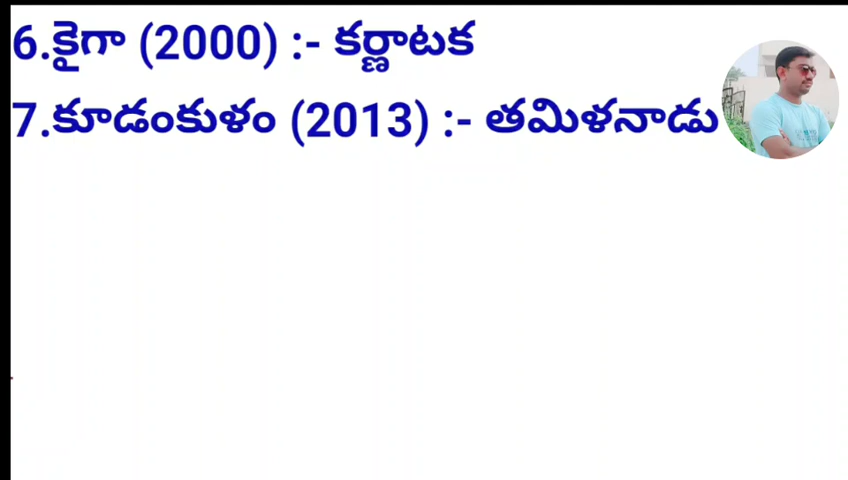 6.కైగా (2000) :- కర్ణాటక
7.కూడంకుళం (2013) :- తమిళనాడు